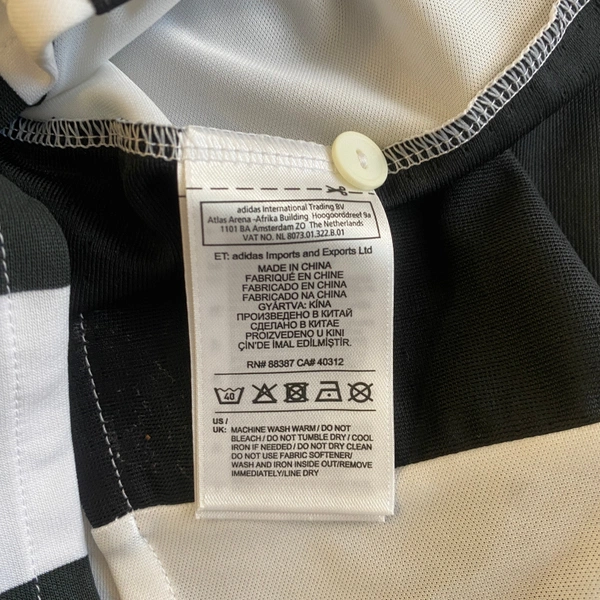 adidas International Trading BV
Atlas Arena -Afrika Building Hoogoorddreef 9a
1101 BA Amsterdam ZO The Netherlands
VAT NO. NL 8073.01.322.B.01
ET: adidas Imports and Exports Ltd
MADE IN CHINA
FABRIQUÉ EN CHINE
FABRICADO EN CHINA
FABRICADO NA CHINA
GYÁRTVA: KÍNA
ПРОИЗВЕДЕНО В КИТАЙ
СДЕЛАНО В КИТАЕ
PROIZVEDENO U KINI
ÇİN'DE İMAL EDİLMİŞTİR.
RN# 88387 CA# 40312
40
US /
UK: MACHINE WASH WARM / DO NOT
BLEACH / DO NOT TUMBLE DRY / COOL
IRON IF NEEDED / DO NOT DRY CLEAN
DO NOT USE FABRIC SOFTENER/
WASH AND IRON INSIDE OUT/REMOVE
IMMEDIATELY/LINE DRY